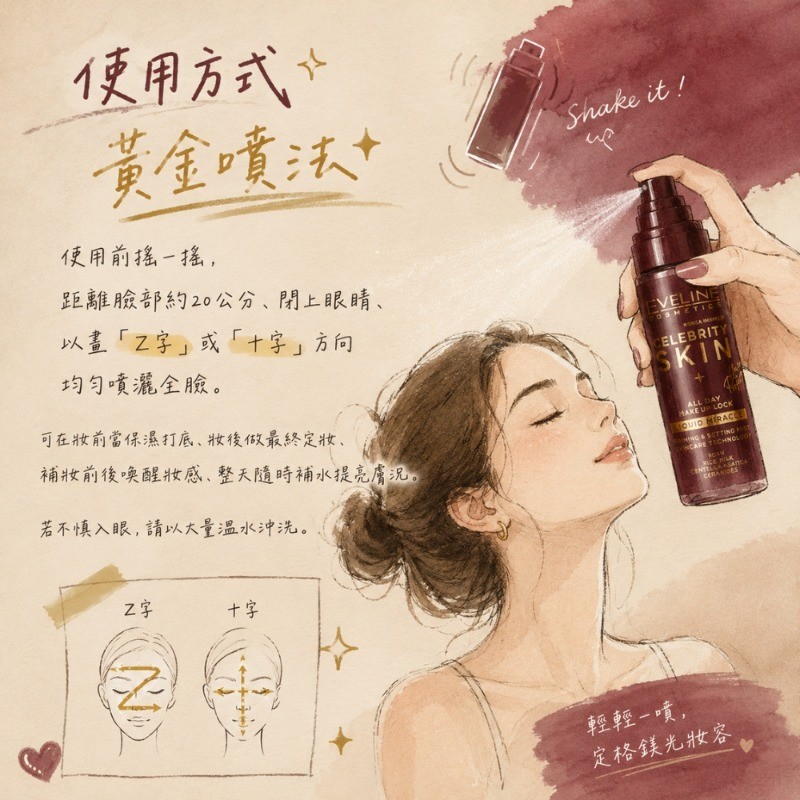 使用方式
黃金噴法
Shake it!
up
使用前搖一搖,
距離臉部約20公分、閉上眼睛、
以畫「Z字」或「十字」方向
均勻噴灑全臉。
可在妝前當保濕打底、妝後做最終定妝、
補妝前後喚醒妝感、整天隨時補水提亮膚況。
若不慎入眼,請以大量溫水沖洗。
EVELINE
COSMETICS
CELEBRITY
SKIN
+
ALL DAY
MAKE UP LOCK
LIQUID MIRACLE
RICE MILK
CENTELLA ASIATICA
CERAMIDES
Z字
十字
輕輕一噴,
定格鎂光妝容